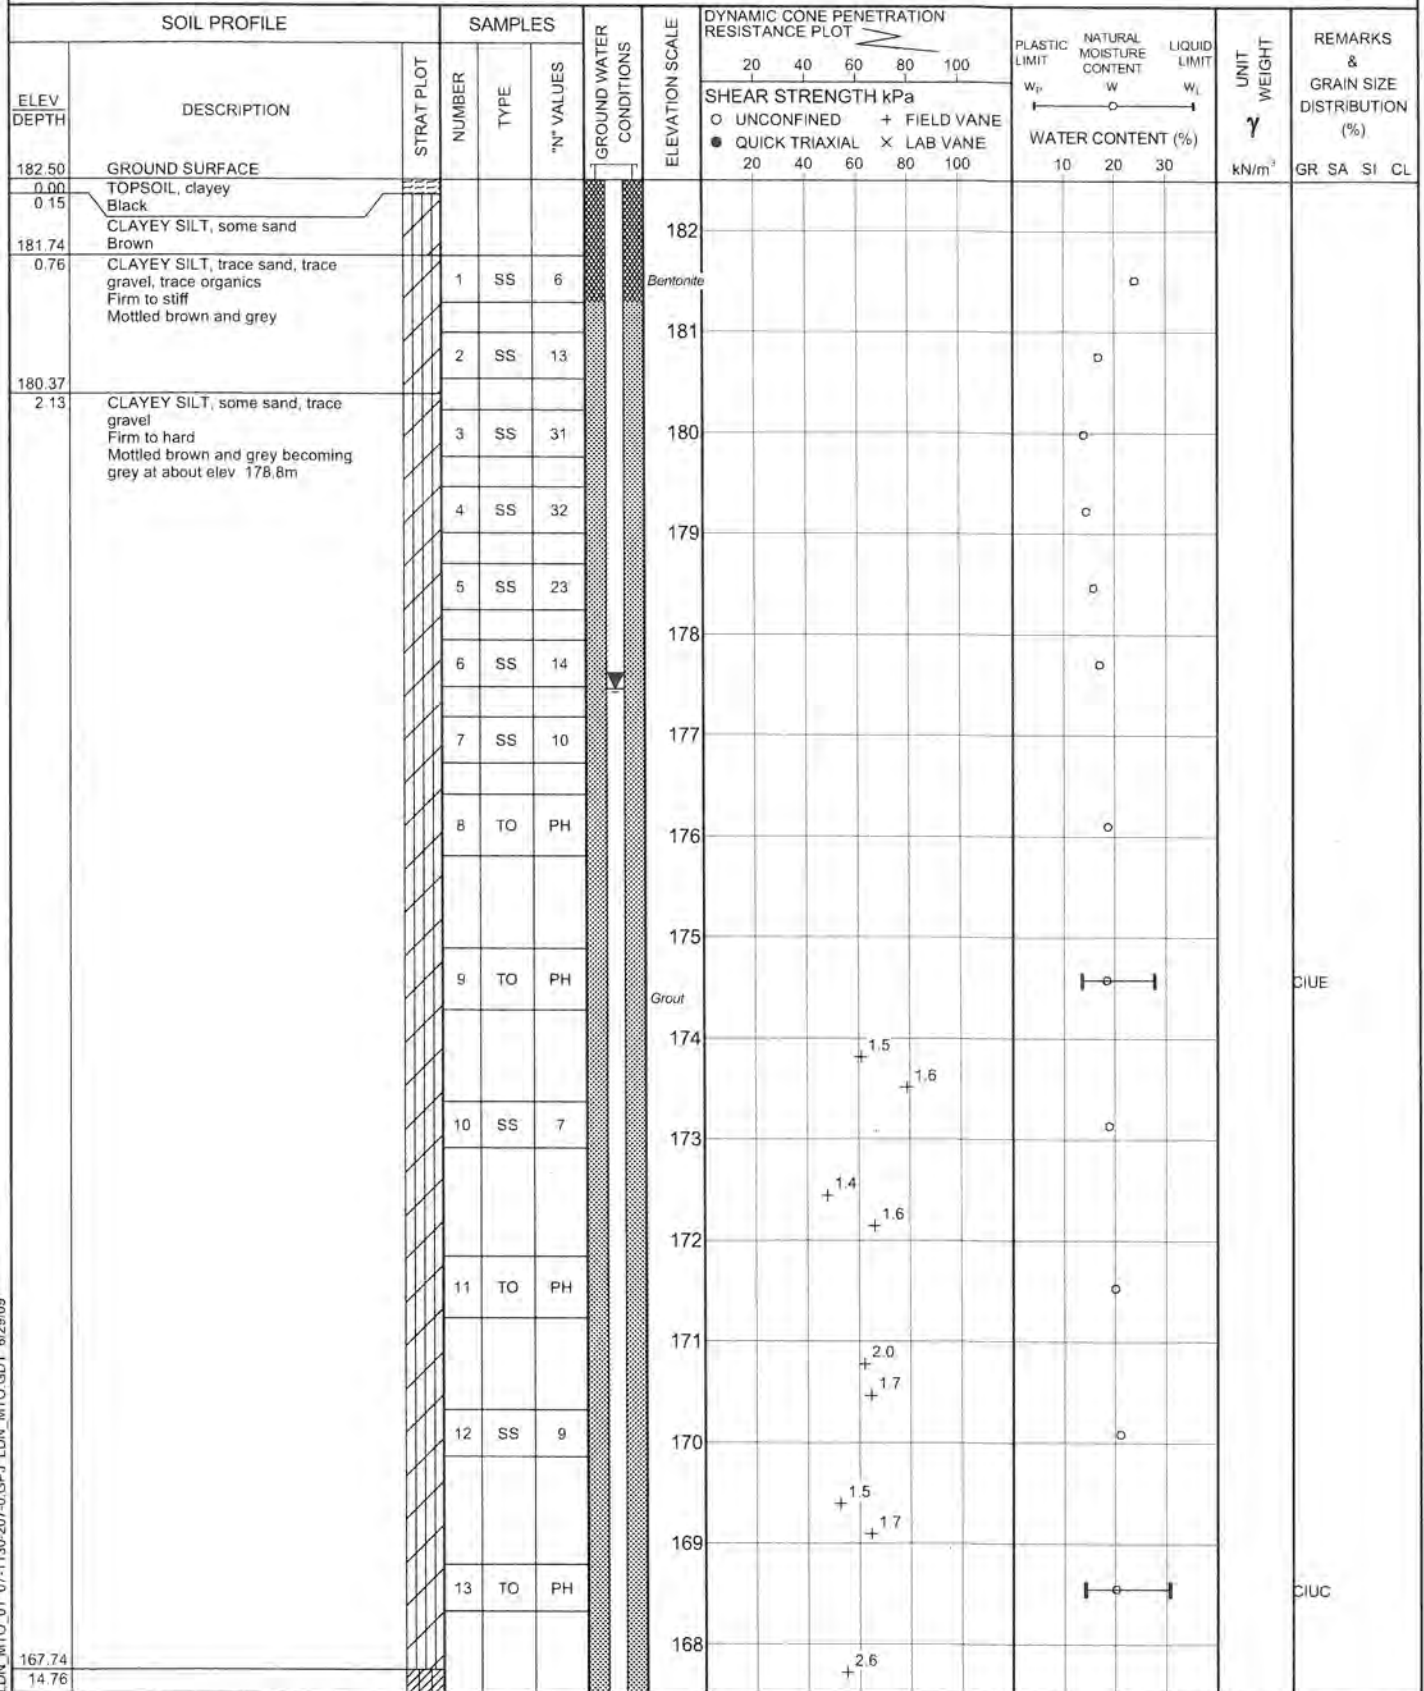 SOIL PROFILE
SAMPLES
GROUND WATER
CONDITIONS
ELEVATION SCALE
DYNAMIC CONE PENETRATION
RESISTANCE PLOT
20 40 60 80 100
SHEAR STRENGTH kPa
O UNCONFINED + FIELD VANE
● QUICK TRIAXIAL × LAB VANE
20 40 60 80 100
PLASTIC
LIMIT
NATURAL
MOISTURE
CONTENT
LIQUID
LIMIT
WP W WL
WATER CONTENT (%)
10 20 30
UNIT
WEIGHT
γ
kN/m³
REMARKS
&
GRAIN SIZE
DISTRIBUTION
(%)
GR SA SI CL
ELEV
DEPTH
DESCRIPTION
STRAT PLOT
NUMBER
TYPE
"N" VALUES
182.50 GROUND SURFACE
0.00 TOPSOIL, clayey
0.15 Black
CLAYEY SILT, some sand
181.74 Brown
0.76 CLAYEY SILT, trace sand, trace
gravel, trace organics
Firm to stiff
Mottled brown and grey
180.37
2.13 CLAYEY SILT, some sand, trace
gravel
Firm to hard
Mottled brown and grey becoming
grey at about elev 178.8m
167.74
14.76
1 SS 6
2 SS 13
3 SS 31
4 SS 32
5 SS 23
6 SS 14
7 SS 10
8 TO PH
9 TO PH
10 SS 7
11 TO PH
12 SS 9
13 TO PH
Bentonite
Grout
182
181
180
179
178
177
176
175
174
173
172
171
170
169
168
1.5
1.6
1.4
1.6
2.0
1.7
1.5
1.7
2.6
CIUE
CIUC